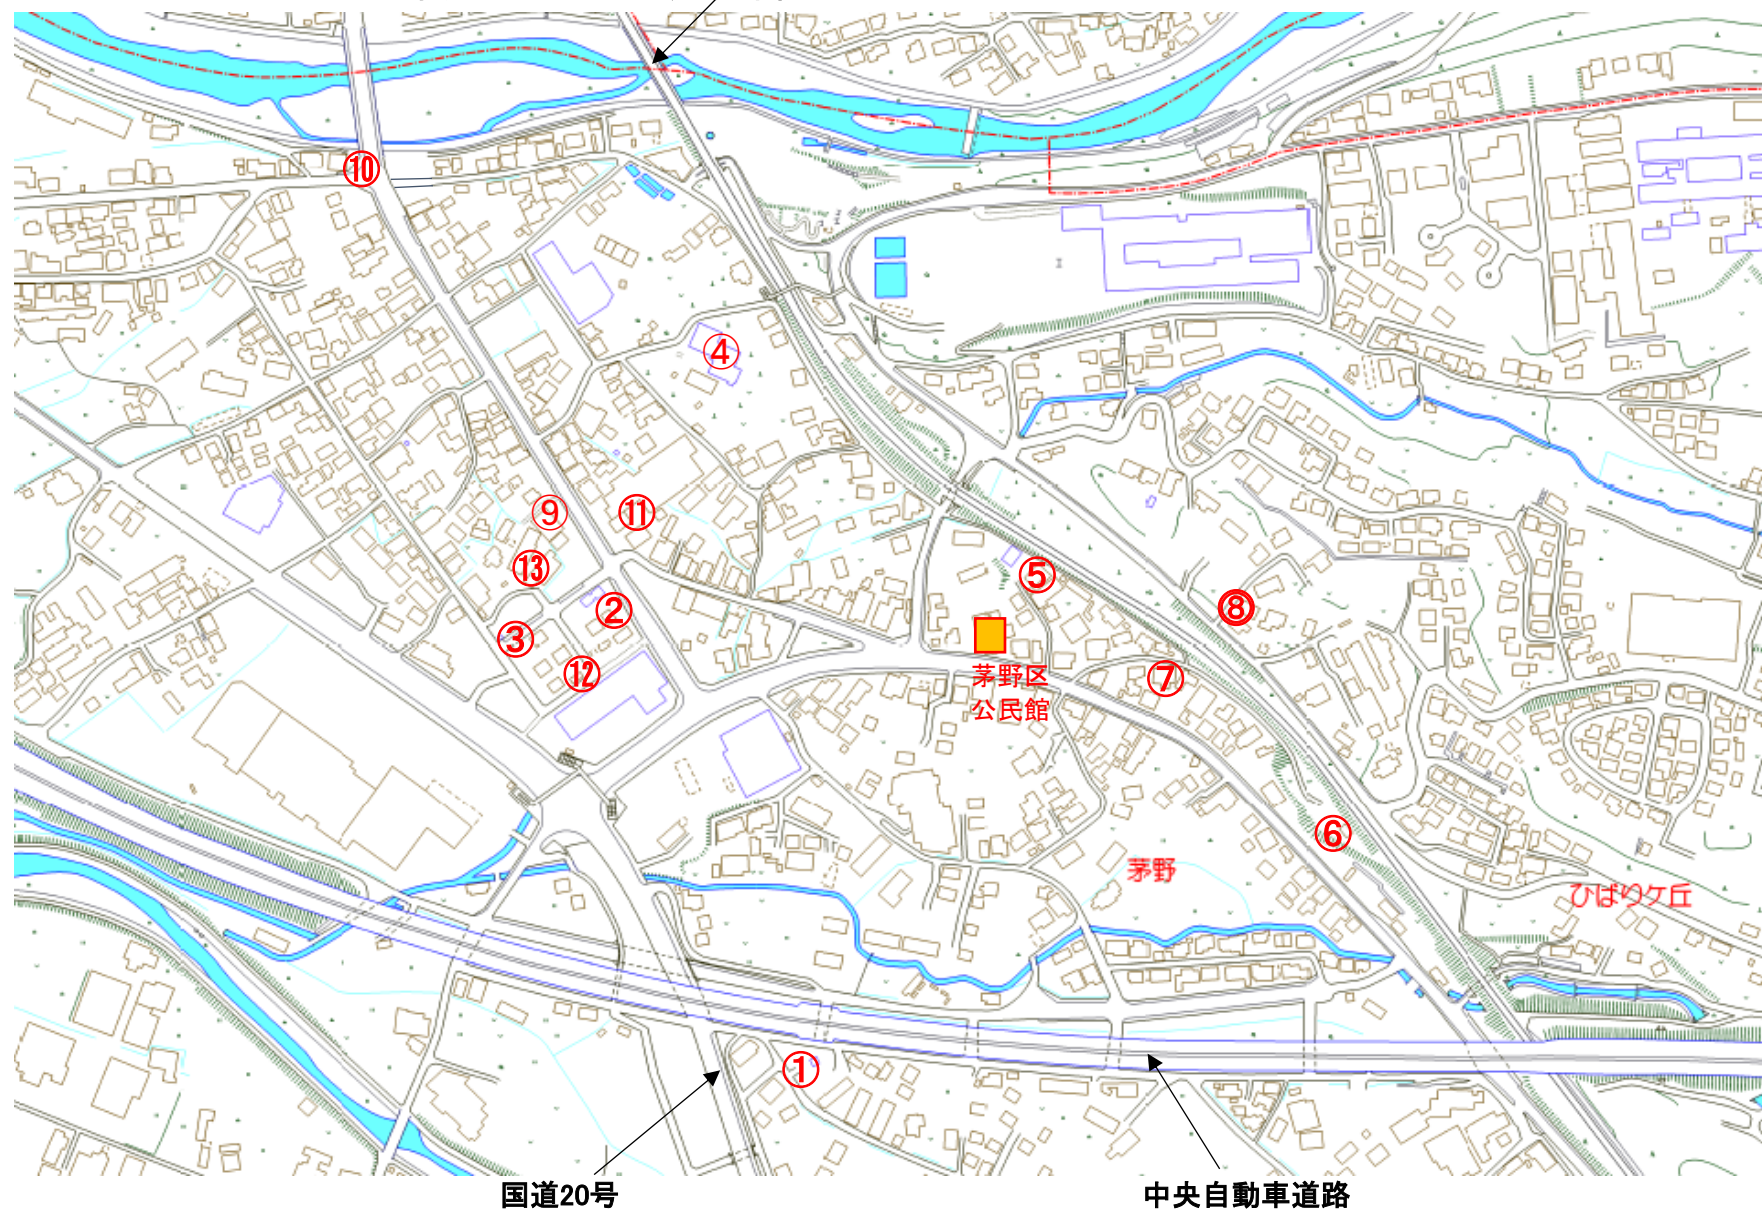 ⑩
④
⑨
⑪
⑬
⑤
②
⑧
③
⑫
⑦
茅野区
公民館
⑥
茅野
ひばりケ丘
①
国道20号
中央自動車道路